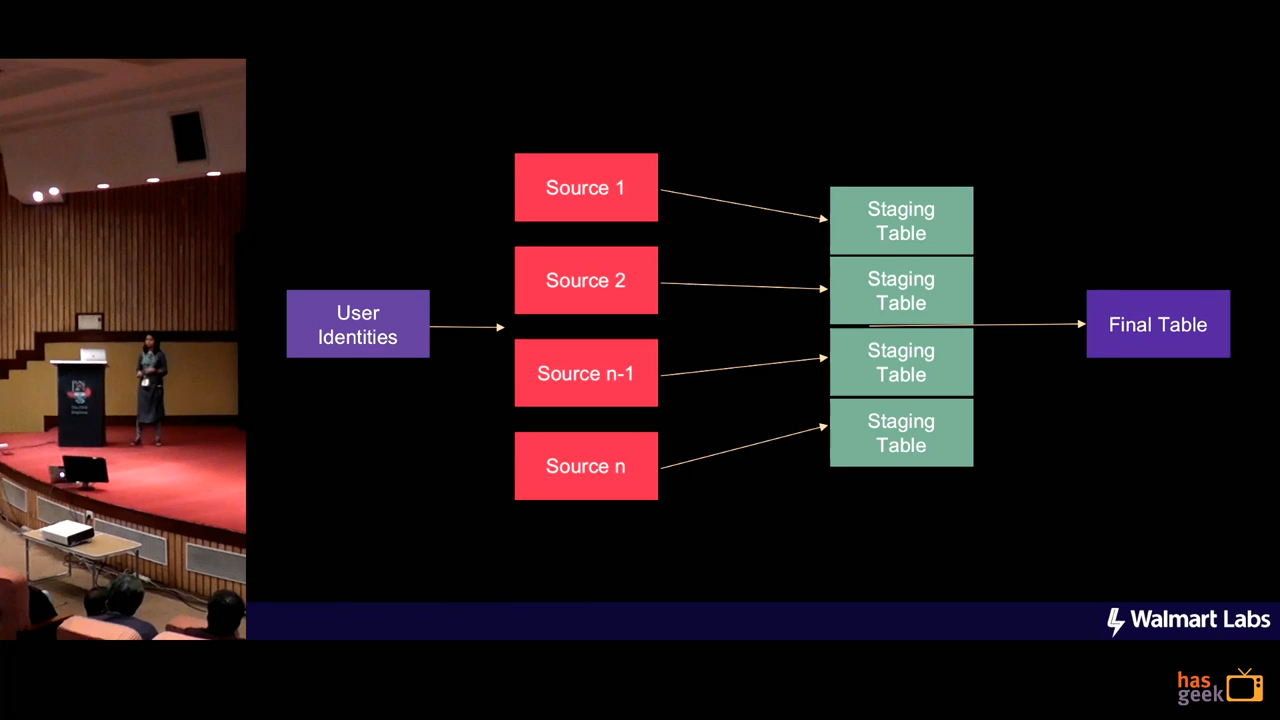 User
Identities
Source 1
Source 2
Source n-1
Source n
Staging
Table
Staging
Table
Staging
Table
Staging
Table
Final Table
Walmart Labs
has
geek